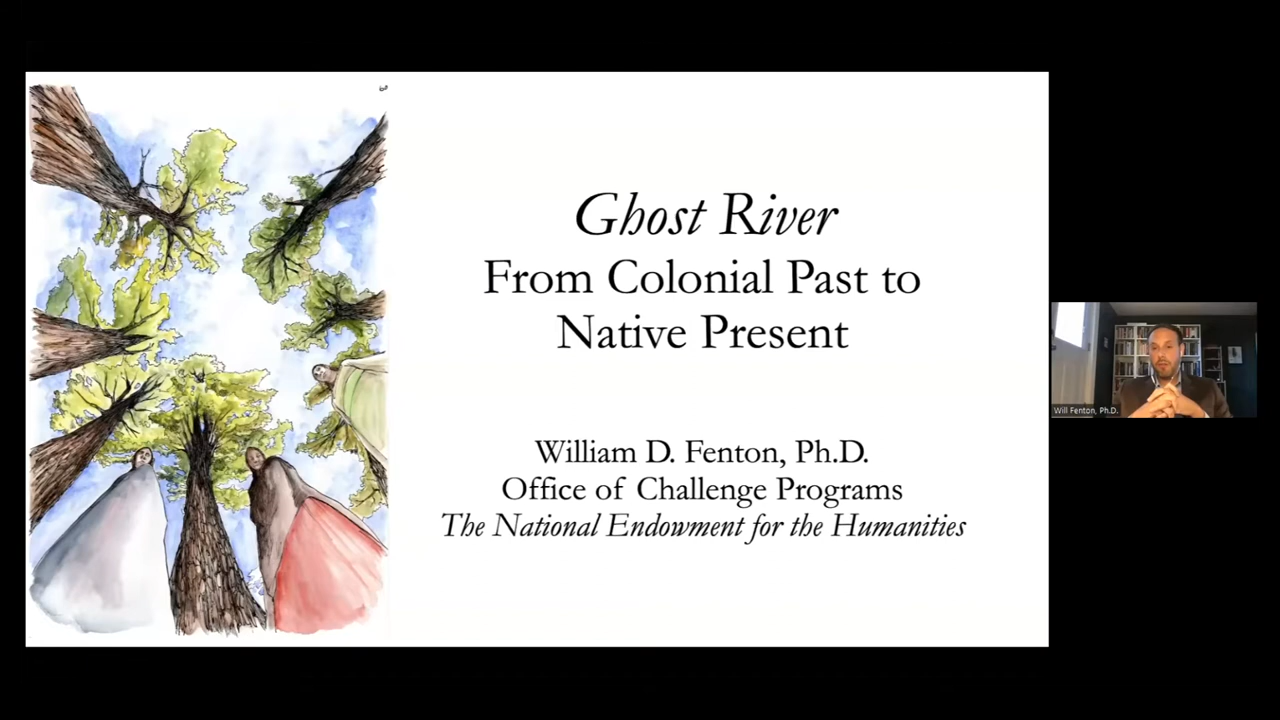 Ghost River
From Colonial Past to
Native Present
William D. Fenton, Ph.D.
Office of Challenge Programs
The National Endowment for the Humanities
Will Fenton, Ph.D.